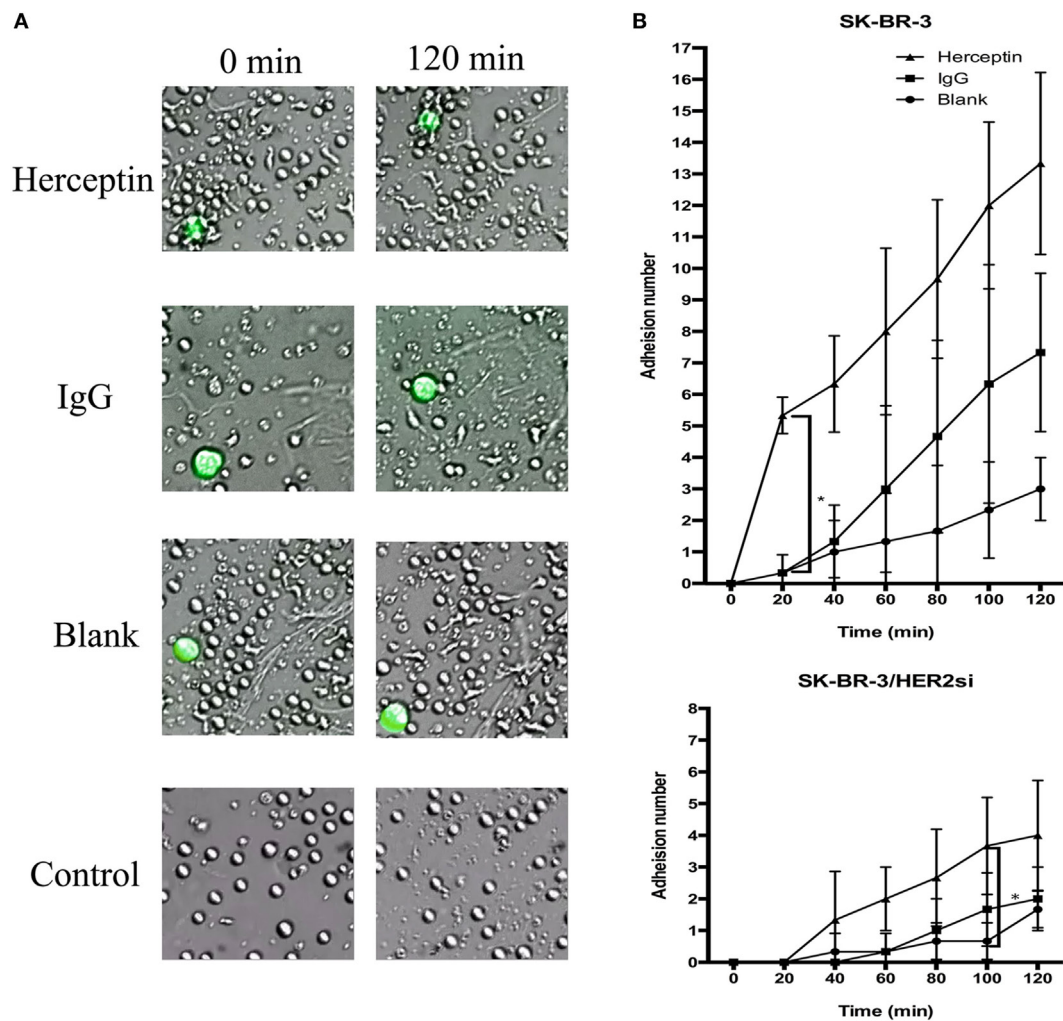 A
0 min 120 min
Herceptin
IgG
Blank
Control
B
SK-BR-3
Herceptin
IgG
Blank
17
16
15
14
13
12
11
10
9
8
7
6
5
4
3
2
1
0
Adheision number
*
0 20 40 60 80 100 120
Time (min)
SK-BR-3/HER2si
8
7
6
5
4
3
2
1
0
Adheision number
*
0 20 40 60 80 100 120
Time (min)